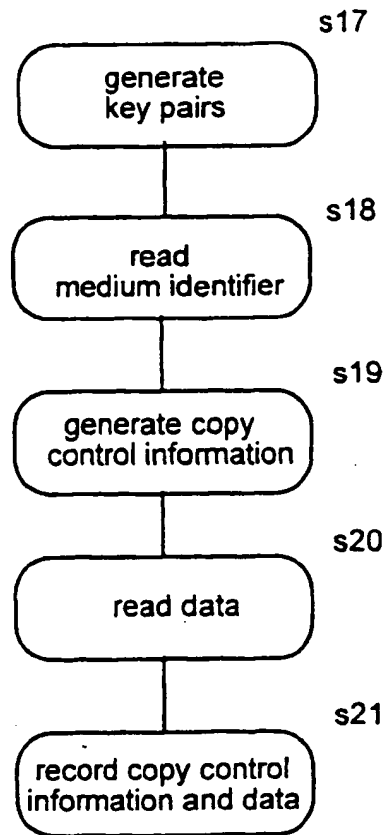 s17
generate
key pairs
s18
read
medium identifier
s19
generate copy
control information
s20
read data
s21
record copy control
information and data